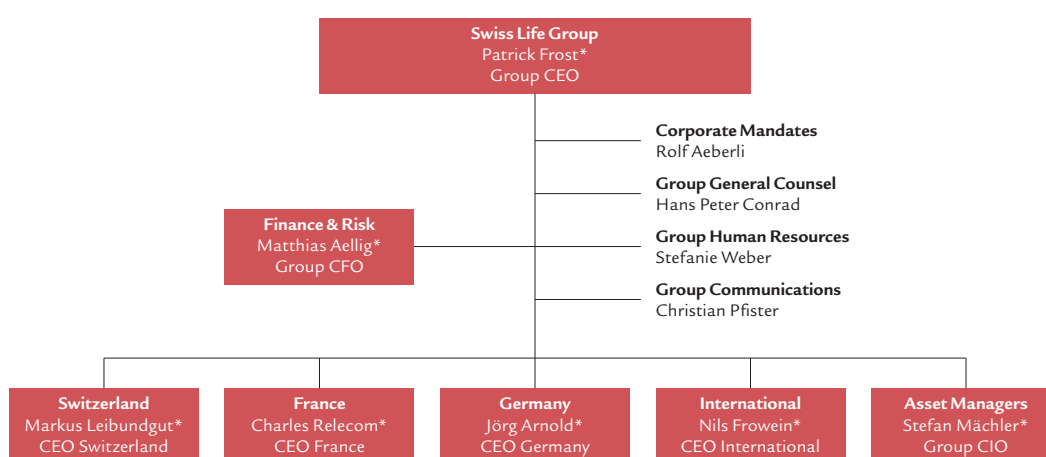 Swiss Life Group
Patrick Frost*
Group CEO
Corporate Mandates
Rolf Aeberli
Group General Counsel
Hans Peter Conrad
Finance & Risk
Matthias Aellig*
Group CFO
Group Human Resources
Stefanie Weber
Group Communications
Christian Pfister
Switzerland
Markus Leibundgut*
CEO Switzerland
France
Charles Relecom*
CEO France
Germany
Jörg Arnold*
CEO Germany
International
Nils Frowein*
CEO International
Asset Managers
Stefan Mächler*
Group CIO